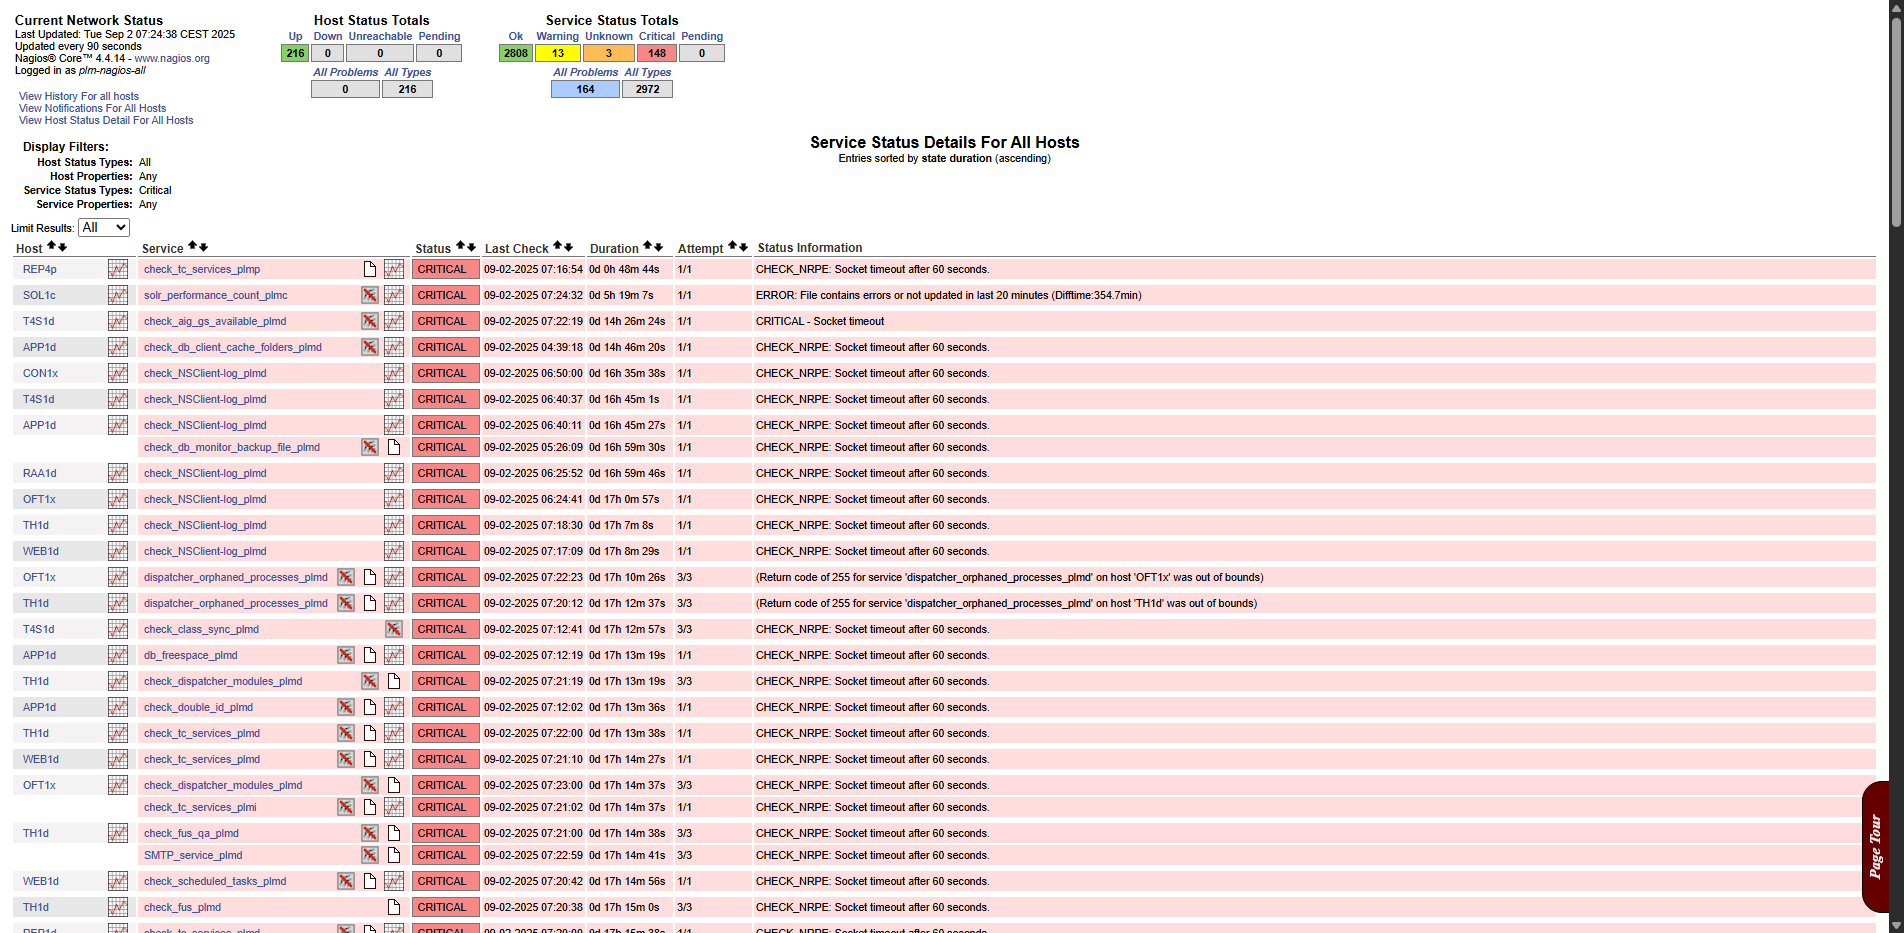 Current Network Status
Last Updated: Tue Sep 2 07:24:38 CEST 2025
Updated every 90 seconds
Nagios® Core™ 4.4.14 - www.nagios.org
Logged in as plm-nagios-all
View History For all hosts
View Notifications For All Hosts
View Host Status Detail For All Hosts
Host Status Totals
Up Down Unreachable Pending
216 0 0 0
All Problems All Types
0 216
Service Status Totals
Ok Warning Unknown Critical Pending
2808 13 3 148 0
All Problems All Types
164 2972
Display Filters:
Host Status Types: All
Host Properties: Any
Service Status Types: Critical
Service Properties: Any
Service Status Details For All Hosts
Entries sorted by state duration (ascending)
Limit Results: All
Host Service Status Last Check Duration Attempt Status Information
REP4p check_tc_services_plmp CRITICAL 09-02-2025 07:16:54 0d 0h 48m 44s 1/1 CHECK_NRPE: Socket timeout after 60 seconds.
SOL1c solr_performance_count_plmc CRITICAL 09-02-2025 07:24:32 0d 5h 19m 7s 1/1 ERROR: File contains errors or not updated in last 20 minutes (Difftime:354.7min)
T4S1d check_aig_gs_available_plmd CRITICAL 09-02-2025 07:22:19 0d 14h 26m 24s 1/1 CRITICAL - Socket timeout
APP1d check_db_client_cache_folders_plmd CRITICAL 09-02-2025 04:39:18 0d 14h 46m 20s 1/1 CHECK_NRPE: Socket timeout after 60 seconds.
CON1x check_NSClient-log_plmd CRITICAL 09-02-2025 06:50:00 0d 16h 35m 38s 1/1 CHECK_NRPE: Socket timeout after 60 seconds.
T4S1d check_NSClient-log_plmd CRITICAL 09-02-2025 06:40:37 0d 16h 45m 1s 1/1 CHECK_NRPE: Socket timeout after 60 seconds.
APP1d check_NSClient-log_plmd CRITICAL 09-02-2025 06:40:11 0d 16h 45m 27s 1/1 CHECK_NRPE: Socket timeout after 60 seconds.
check_db_monitor_backup_file_plmd CRITICAL 09-02-2025 05:26:09 0d 16h 59m 30s 1/1 CHECK_NRPE: Socket timeout after 60 seconds.
RAA1d check_NSClient-log_plmd CRITICAL 09-02-2025 06:25:52 0d 16h 59m 46s 1/1 CHECK_NRPE: Socket timeout after 60 seconds.
OFT1x check_NSClient-log_plmd CRITICAL 09-02-2025 06:24:41 0d 17h 0m 57s 1/1 CHECK_NRPE: Socket timeout after 60 seconds.
TH1d check_NSClient-log_plmd CRITICAL 09-02-2025 07:18:30 0d 17h 7m 8s 1/1 CHECK_NRPE: Socket timeout after 60 seconds.
WEB1d check_NSClient-log_plmd CRITICAL 09-02-2025 07:17:09 0d 17h 8m 29s 1/1 CHECK_NRPE: Socket timeout after 60 seconds.
OFT1x dispatcher_orphaned_processes_plmd CRITICAL 09-02-2025 07:22:23 0d 17h 10m 26s 3/3 (Return code of 255 for service 'dispatcher_orphaned_processes_plmd' on host 'OFT1x' was out of bounds)
TH1d dispatcher_orphaned_processes_plmd CRITICAL 09-02-2025 07:20:12 0d 17h 12m 37s 3/3 (Return code of 255 for service 'dispatcher_orphaned_processes_plmd' on host 'TH1d' was out of bounds)
T4S1d check_class_sync_plmd CRITICAL 09-02-2025 07:12:41 0d 17h 12m 57s 3/3 CHECK_NRPE: Socket timeout after 60 seconds.
APP1d db_freespace_plmd CRITICAL 09-02-2025 07:12:19 0d 17h 13m 19s 1/1 CHECK_NRPE: Socket timeout after 60 seconds.
TH1d check_dispatcher_modules_plmd CRITICAL 09-02-2025 07:21:19 0d 17h 13m 19s 3/3 CHECK_NRPE: Socket timeout after 60 seconds.
APP1d check_double_id_plmd CRITICAL 09-02-2025 07:12:02 0d 17h 13m 36s 1/1 CHECK_NRPE: Socket timeout after 60 seconds.
TH1d check_tc_services_plmd CRITICAL 09-02-2025 07:22:00 0d 17h 13m 38s 1/1 CHECK_NRPE: Socket timeout after 60 seconds.
WEB1d check_tc_services_plmd CRITICAL 09-02-2025 07:21:10 0d 17h 14m 27s 1/1 CHECK_NRPE: Socket timeout after 60 seconds.
OFT1x check_dispatcher_modules_plmd CRITICAL 09-02-2025 07:23:00 0d 17h 14m 37s 3/3 CHECK_NRPE: Socket timeout after 60 seconds.
check_tc_services_plmi CRITICAL 09-02-2025 07:21:02 0d 17h 14m 37s 1/1 CHECK_NRPE: Socket timeout after 60 seconds.
TH1d check_fus_qa_plmd CRITICAL 09-02-2025 07:21:00 0d 17h 14m 38s 3/3 CHECK_NRPE: Socket timeout after 60 seconds.
SMTP_service_plmd CRITICAL 09-02-2025 07:22:59 0d 17h 14m 41s 3/3 CHECK_NRPE: Socket timeout after 60 seconds.
WEB1d check_scheduled_tasks_plmd CRITICAL 09-02-2025 07:20:42 0d 17h 14m 56s 1/1 CHECK_NRPE: Socket timeout after 60 seconds.
TH1d check_fus_plmd CRITICAL 09-02-2025 07:20:38 0d 17h 15m 0s 3/3 CHECK_NRPE: Socket timeout after 60 seconds.
CRITICAL 1/1 CHECK_NRPE: Socket timeout after 60 seconds.
Page Tour